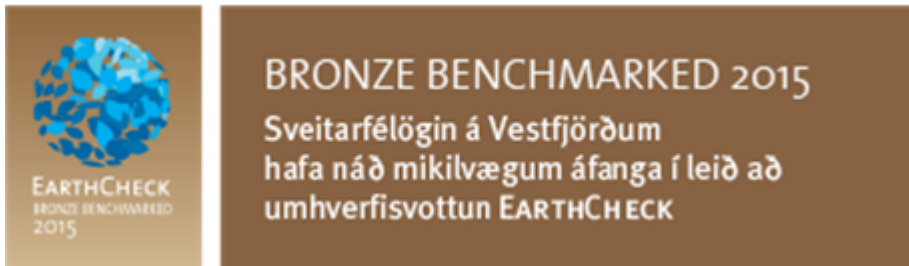 EARTHCHECK
BRONZE BENCHMARKED
2015
BRONZE BENCHMARKED 2015
Sveitarfélögin á Vestfjörðum
hafa náð mikilvægum áfanga í leið að
umhverfisvottun EARTHCHECK